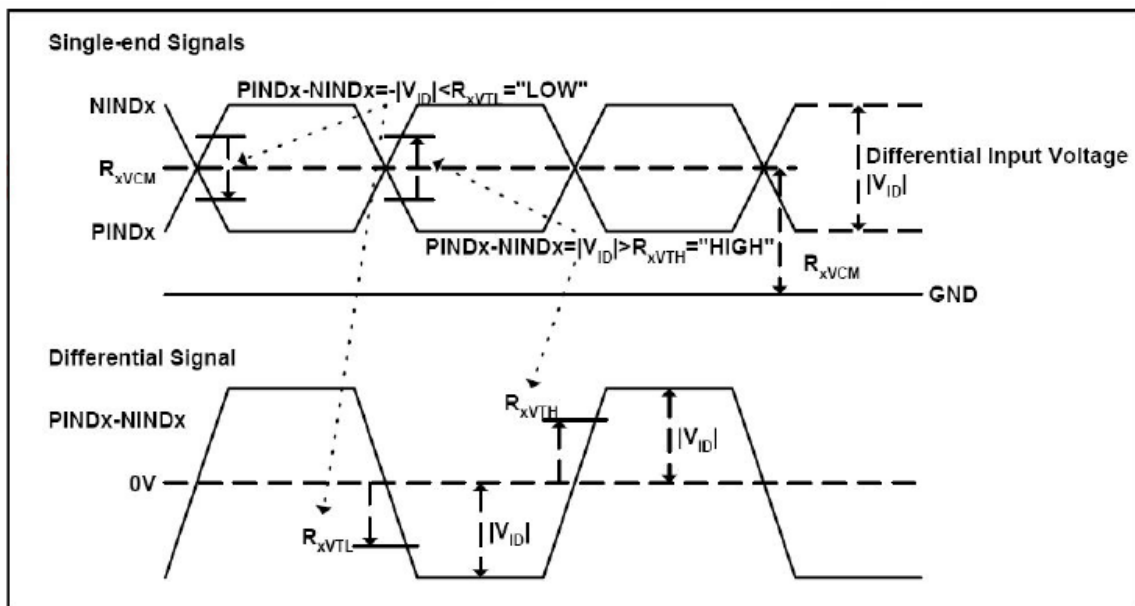 Single-end Signals
PINDx-NINDx=-|VID|<RxVTL="LOW"
NINDx
RxVCM
Differential Input Voltage
|VID|
PINDx
PINDx-NINDx=|VID|>RxVTH="HIGH"
RxVCM
GND
Differential Signal
PINDx-NINDx
RxVTH
|VID|
0V
RxVTL
|VID|